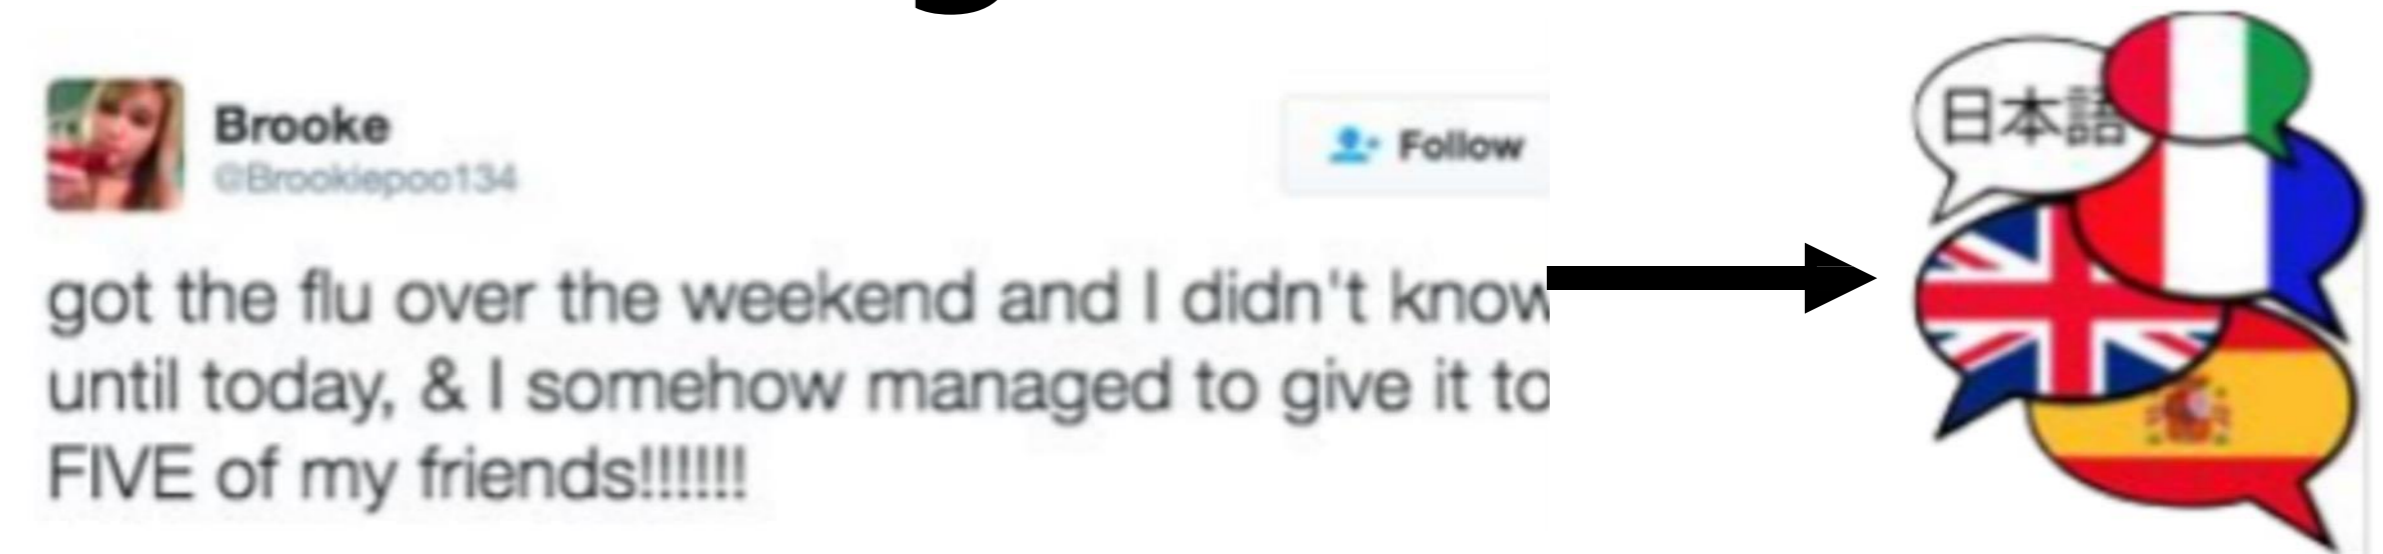 Brooke
@Brookiepoo134
Follow
got the flu over the weekend and I didn't know
until today, & I somehow managed to give it to
FIVE of my friends!!!!!!
日本語